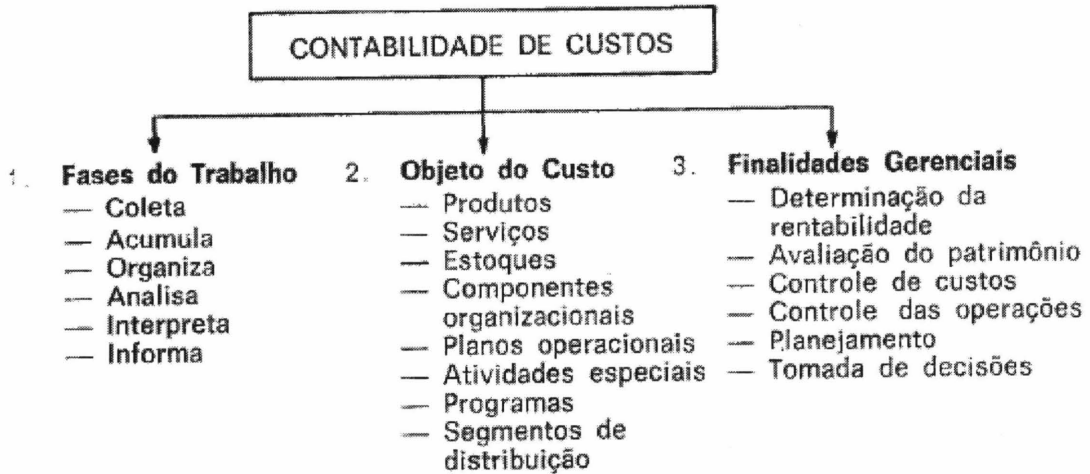 CONTABILIDADE DE CUSTOS
1. Fases do Trabalho
— Coleta
— Acumula
— Organiza
— Analisa
— Interpreta
— Informa
2. Objeto do Custo
— Produtos
— Serviços
— Estoques
— Componentes
organizacionais
— Planos operacionais
— Atividades especiais
— Programas
— Segmentos de
distribuição
3. Finalidades Gerenciais
— Determinação da
rentabilidade
— Avaliação do patrimônio
— Controle de custos
— Controle das operações
— Planejamento
— Tomada de decisões